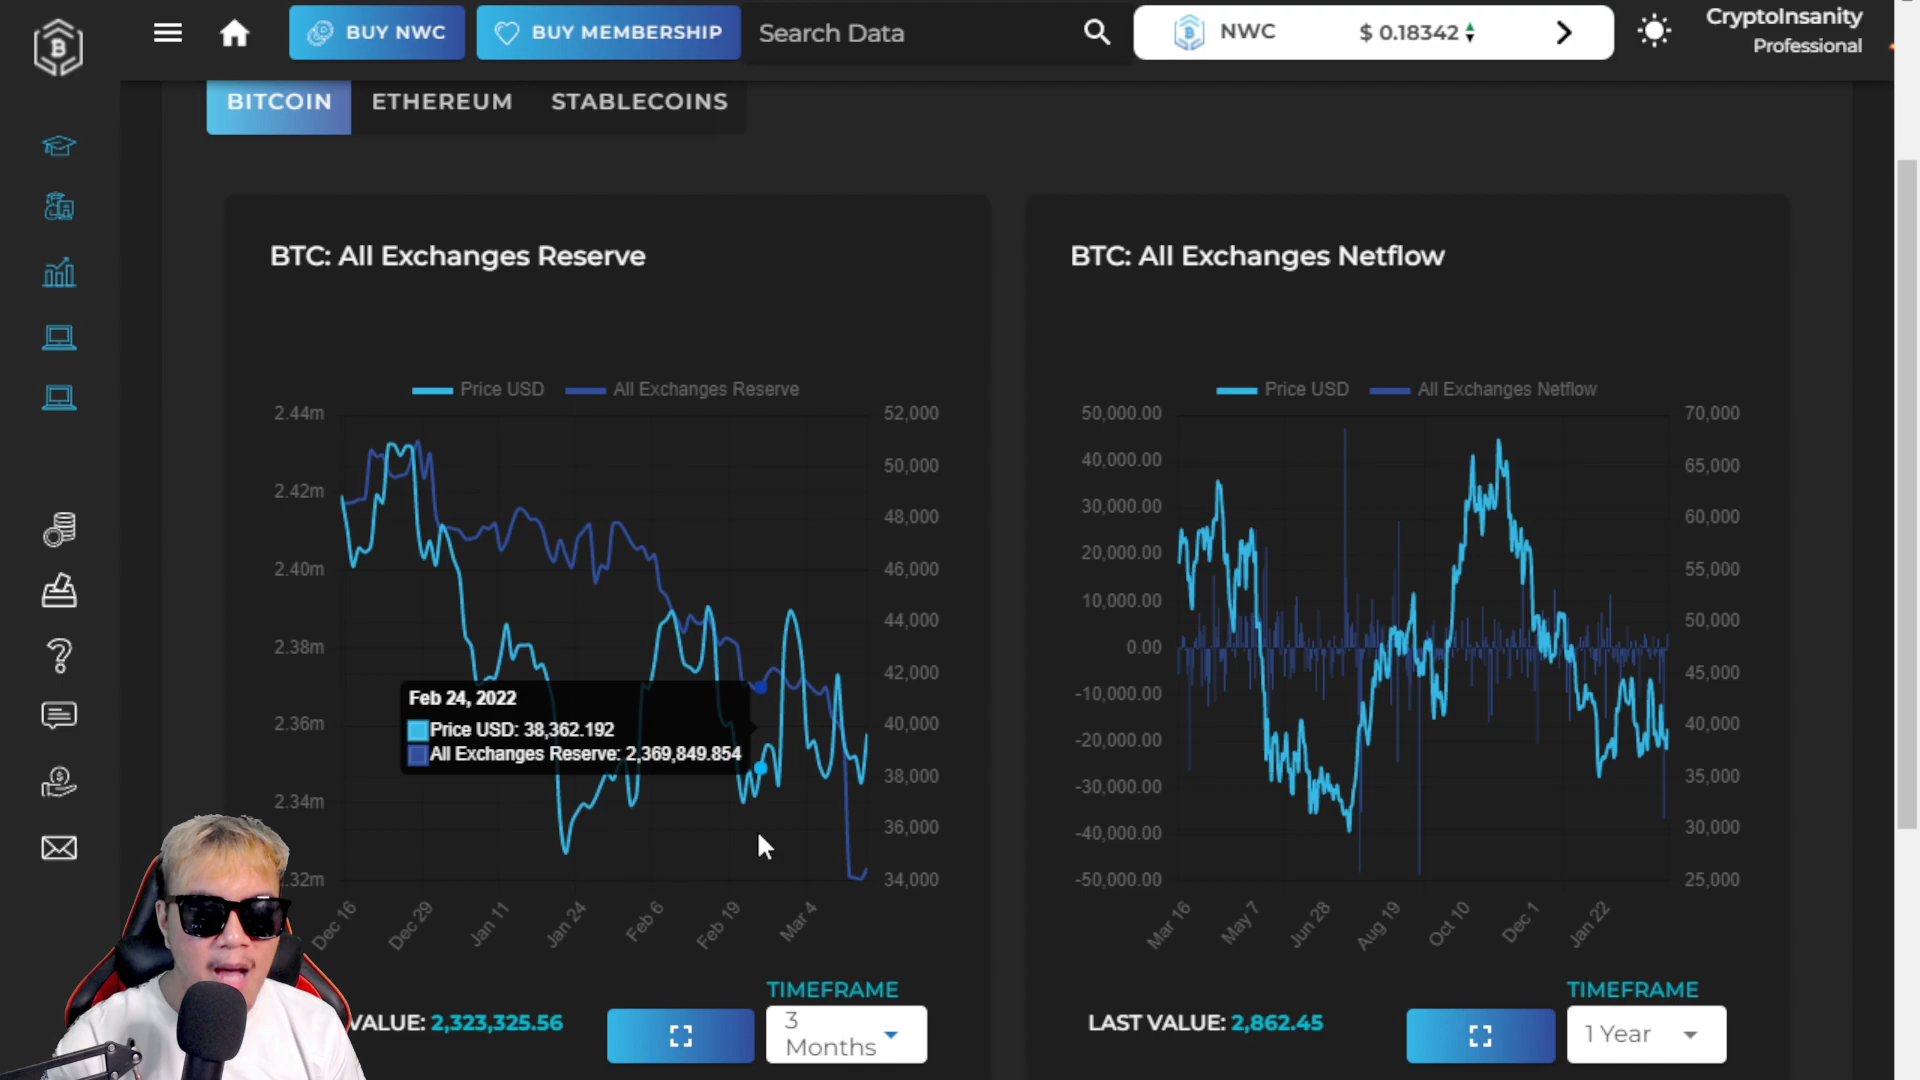 BUY NWC
BUY MEMBERSHIP
Search Data
NWC
$ 0.18342
CryptoInsanity
Professional
BITCOIN
ETHEREUM
STABLECOINS
BTC: All Exchanges Reserve
Price USD
All Exchanges Reserve
2.44m
2.42m
2.40m
2.38m
2.36m
2.34m
2.32m
52,000
50,000
48,000
46,000
44,000
42,000
40,000
38,000
36,000
34,000
Feb 24, 2022
Price USD: 38,362.192
All Exchanges Reserve: 2,369,849.854
Dec 16
Dec 29
Jan 11
Jan 24
Feb 6
Feb 19
Mar 4
VALUE: 2,323,325.56
TIMEFRAME
3
Months
BTC: All Exchanges Netflow
Price USD
All Exchanges Netflow
50,000.00
40,000.00
30,000.00
20,000.00
10,000.00
0.00
-10,000.00
-20,000.00
-30,000.00
-40,000.00
-50,000.00
70,000
65,000
60,000
55,000
50,000
45,000
40,000
35,000
30,000
25,000
Mar 16
May 7
Jun 28
Aug 19
Oct 10
Dec 1
Jan 22
LAST VALUE: 2,862.45
TIMEFRAME
1 Year